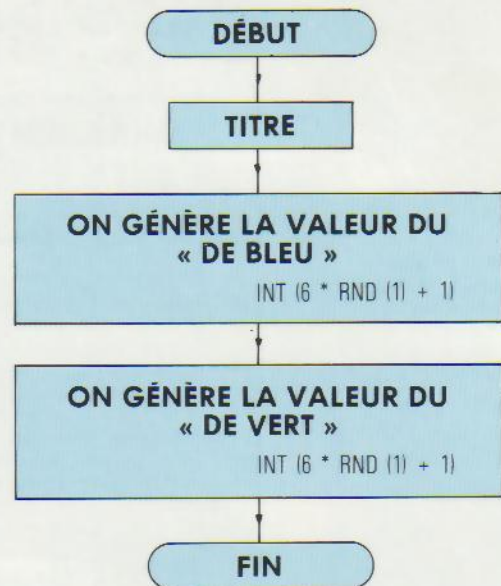 DÉBUT
TITRE
ON GÉNÈRE LA VALEUR DU
« DE BLEU »
INT (6 * RND (1) + 1)
ON GÉNÈRE LA VALEUR DU
« DE VERT »
INT (6 * RND (1) + 1)
FIN